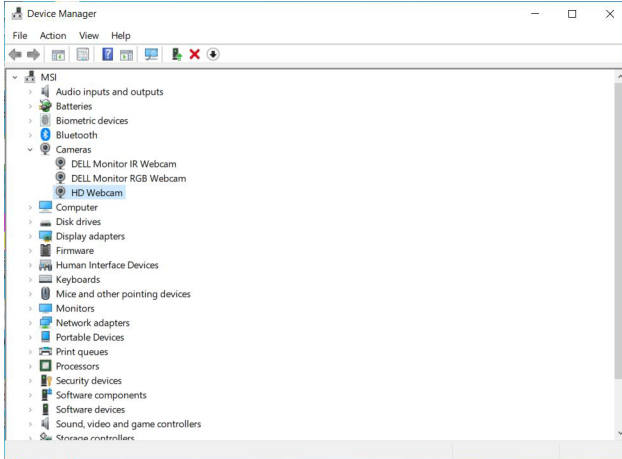 Device Manager
File Action View Help
MSI
Audio inputs and outputs
Batteries
Biometric devices
Bluetooth
Cameras
DELL Monitor IR Webcam
DELL Monitor RGB Webcam
HD Webcam
Computer
Disk drives
Display adapters
Firmware
Human Interface Devices
Keyboards
Mice and other pointing devices
Monitors
Network adapters
Portable Devices
Print queues
Processors
Security devices
Software components
Software devices
Sound, video and game controllers
Storage controllers